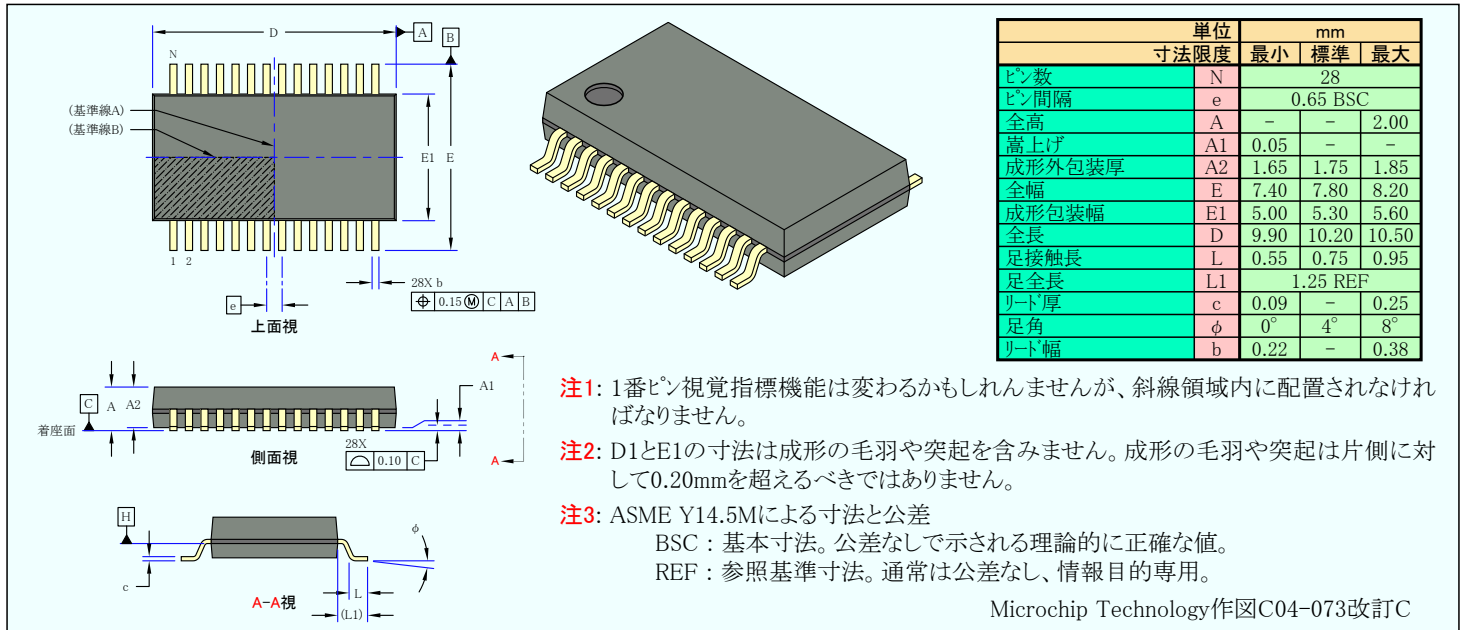 D
A
B
N
(基準線A)
(基準線B)
E1
E
1 2
28X b
0.15 Ⓜ C A B
e
上面視
A
A1
C
A
A2
着座面
28X
0.10 C
側面視
A
H
φ
c
L
(L1)
A-A視
単位 mm
寸法限度 最小 標準 最大
ピン数 N 28
ピン間隔 e 0.65 BSC
全高 A - - 2.00
嵩上げ A1 0.05 - -
成形外包装厚 A2 1.65 1.75 1.85
全幅 E 7.40 7.80 8.20
成形包装幅 E1 5.00 5.30 5.60
全長 D 9.90 10.20 10.50
足接触長 L 0.55 0.75 0.95
足全長 L1 1.25 REF
リード厚 c 0.09 - 0.25
足角 φ 0° 4° 8°
リード幅 b 0.22 - 0.38
注1: 1番ピン視覚指標機能は変わるかもしれんませんが、斜線領域内に配置されなけれ
ばなりません。
注2: D1とE1の寸法は成形の毛羽や突起を含みません。成形の毛羽や突起は片側に対
して0.20mmを超えるべきではありません。
注3: ASME Y14.5Mによる寸法と公差
BSC : 基本寸法。公差なしで示される理論的に正確な値。
REF : 参照基準寸法。通常は公差なし、情報目的専用。
Microchip Technology作図C04-073改訂C